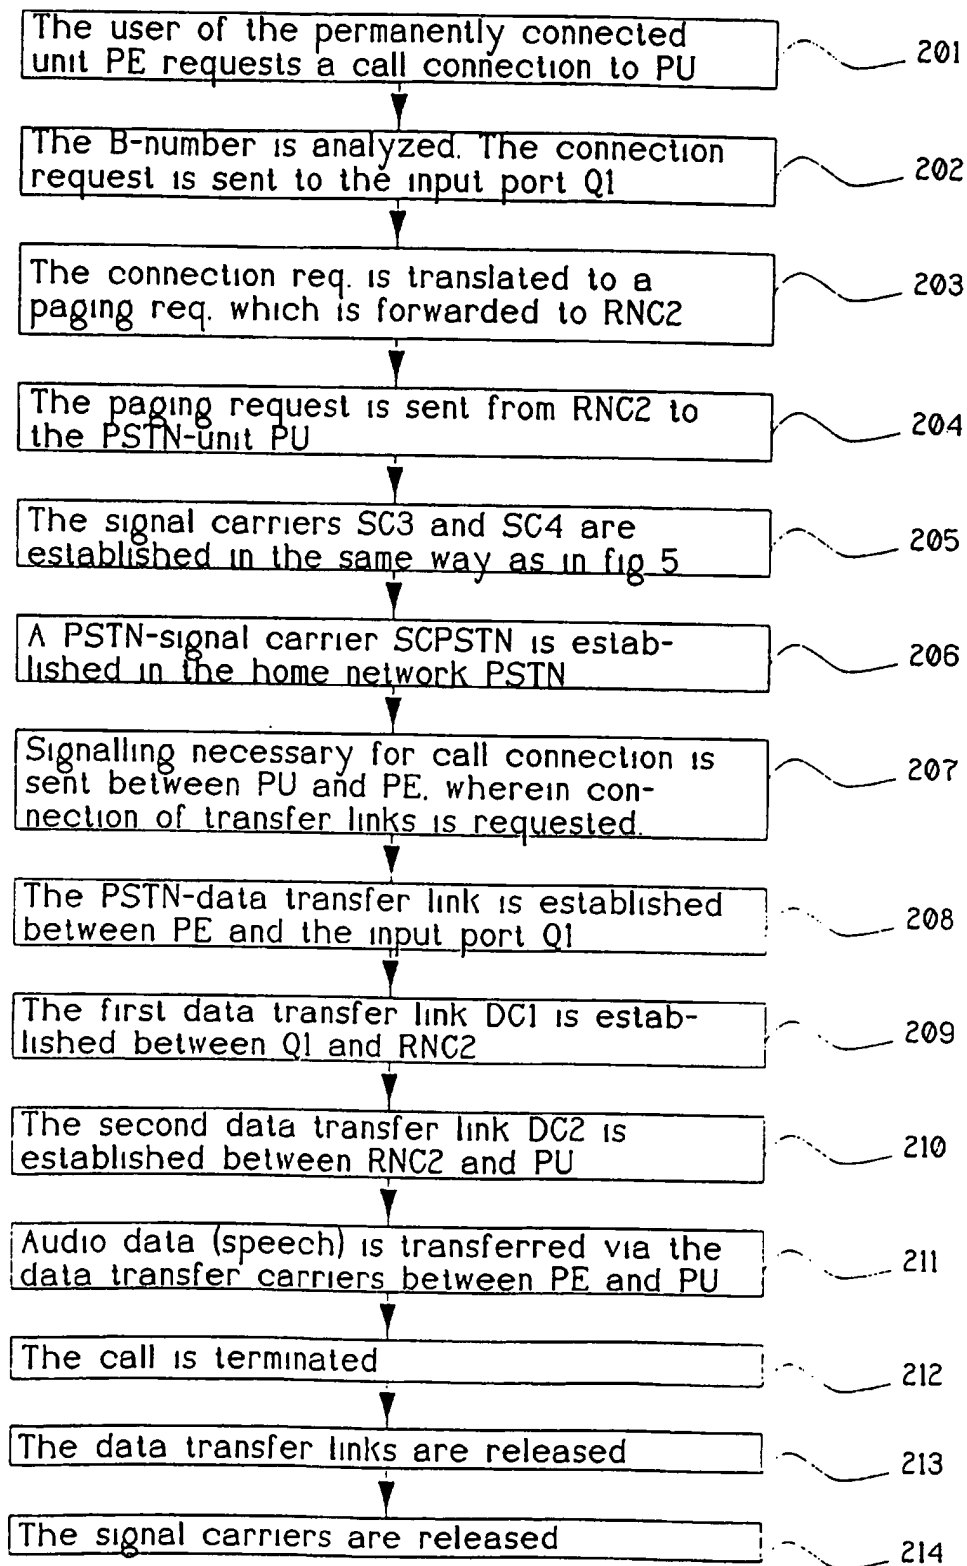 The user of the permanently connected
unit PE requests a call connection to PU
201
The B-number is analyzed. The connection
request is sent to the input port Q1
202
The connection req. is translated to a
paging req. which is forwarded to RNC2
203
The paging request is sent from RNC2 to
the PSTN-unit PU
204
The signal carriers SC3 and SC4 are
established in the same way as in fig 5
205
A PSTN-signal carrier SCPSTN is estab-
lished in the home network PSTN
206
Signalling necessary for call connection is
sent between PU and PE, wherein con-
nection of transfer links is requested.
207
The PSTN-data transfer link is established
between PE and the input port Q1
208
The first data transfer link DC1 is estab-
lished between Q1 and RNC2
209
The second data transfer link DC2 is
established between RNC2 and PU
210
Audio data (speech) is transferred via the
data transfer carriers between PE and PU
211
The call is terminated
212
The data transfer links are released
213
The signal carriers are released
214